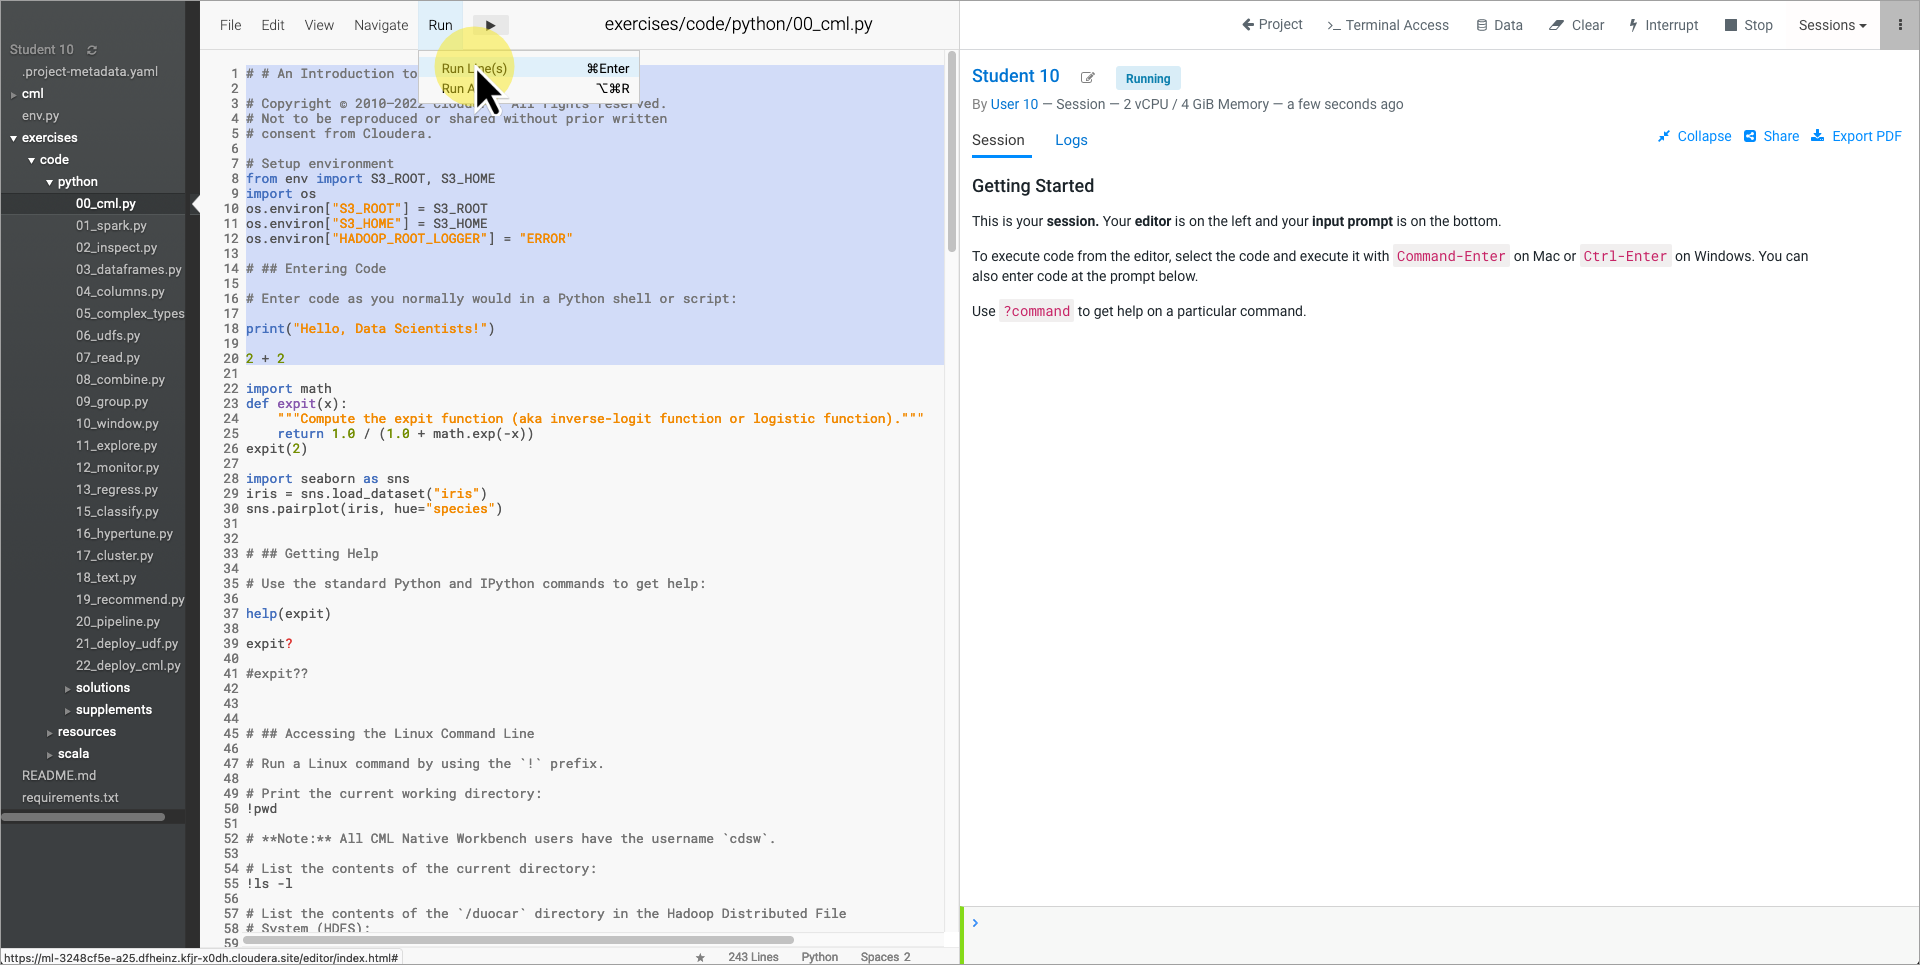 File Edit View Navigate Run exercises/code/python/00_cml.py
Project Terminal Access Data Clear Interrupt Stop Sessions
Student 10
.project-metadata.yaml
cml
env.py
exercises
code
python
00_cml.py
01_spark.py
02_inspect.py
03_dataframes.py
04_columns.py
05_complex_types
06_udfs.py
07_read.py
08_combine.py
09_group.py
10_window.py
11_explore.py
12_monitor.py
13_regress.py
15_classify.py
16_hypertune.py
17_cluster.py
18_text.py
19_recommend.py
20_pipeline.py
21_deploy_udf.py
22_deploy_cml.py
solutions
supplements
resources
scala
README.md
requirements.txt
Run Line(s) ⌘Enter
Run ⌥⌘R
1 # # An Introduction to
2
3 # Copyright © 2010–2022 All rights reserved.
4 # Not to be reproduced or shared without prior written
5 # consent from Cloudera.
6
7 # Setup environment
8 from env import S3_ROOT, S3_HOME
9 import os
10 os.environ["S3_ROOT"] = S3_ROOT
11 os.environ["S3_HOME"] = S3_HOME
12 os.environ["HADOOP_ROOT_LOGGER"] = "ERROR"
13
14 # ## Entering Code
15
16 # Enter code as you normally would in a Python shell or script:
17
18 print("Hello, Data Scientists!")
19
20 2 + 2
21
22 import math
23 def expit(x):
24 """Compute the expit function (aka inverse-logit function or logistic function)."""
25 return 1.0 / (1.0 + math.exp(-x))
26 expit(2)
27
28 import seaborn as sns
29 iris = sns.load_dataset("iris")
30 sns.pairplot(iris, hue="species")
31
32
33 # ## Getting Help
34
35 # Use the standard Python and IPython commands to get help:
36
37 help(expit)
38
39 expit?
40
41 #expit??
42
43
44
45 # ## Accessing the Linux Command Line
46
47 # Run a Linux command by using the `!` prefix.
48
49 # Print the current working directory:
50 !pwd
51
52 # **Note:** All CML Native Workbench users have the username `cdsw`.
53
54 # List the contents of the current directory:
55 !ls -l
56
57 # List the contents of the `/duocar` directory in the Hadoop Distributed File
58 # System (HDFS):
59
https://ml-3248cf5e-a25.dfheinz.kfjr-x0dh.cloudera.site/editor/index.html#
★ 243 Lines Python Spaces 2
Student 10 Running
By User 10 — Session — 2 vCPU / 4 GiB Memory — a few seconds ago
Session Logs Collapse Share Export PDF
Getting Started
This is your session. Your editor is on the left and your input prompt is on the bottom.
To execute code from the editor, select the code and execute it with Command-Enter on Mac or Ctrl-Enter on Windows. You can
also enter code at the prompt below.
Use ?command to get help on a particular command.